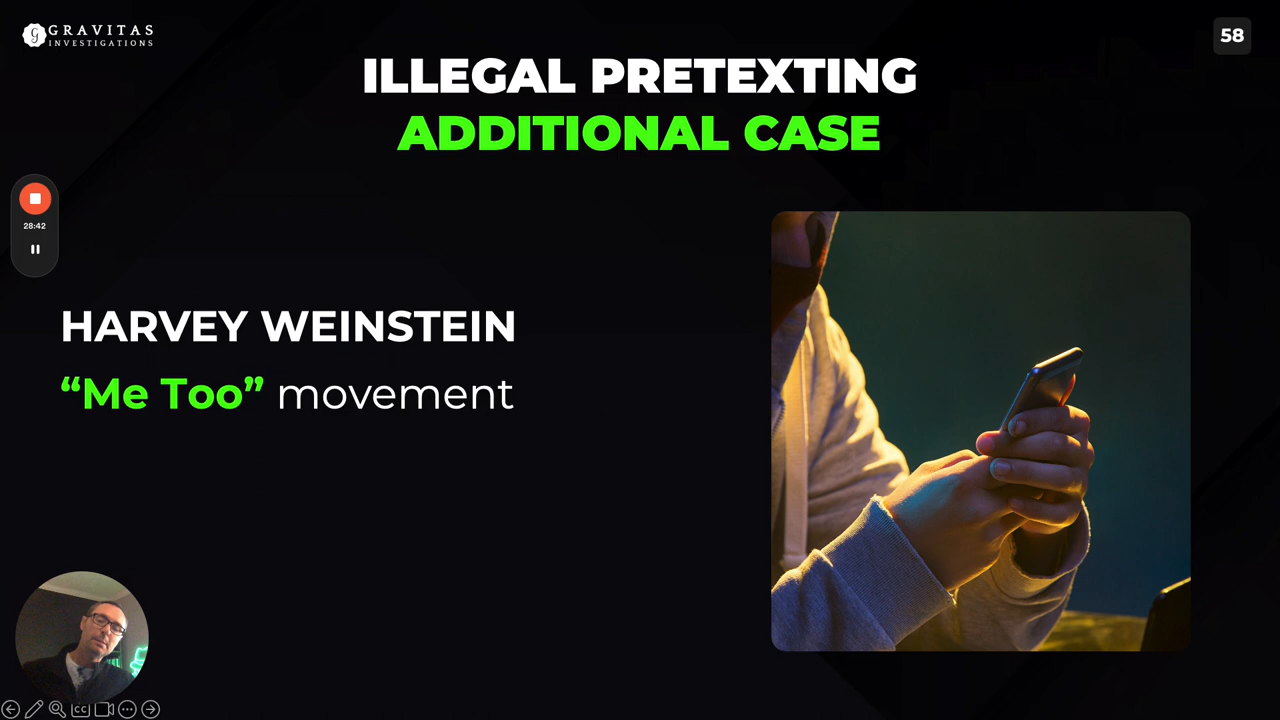 GRAVITAS
INVESTIGATIONS
58
ILLEGAL PRETEXTING
ADDITIONAL CASE
28:42
HARVEY WEINSTEIN
“Me Too” movement
CC